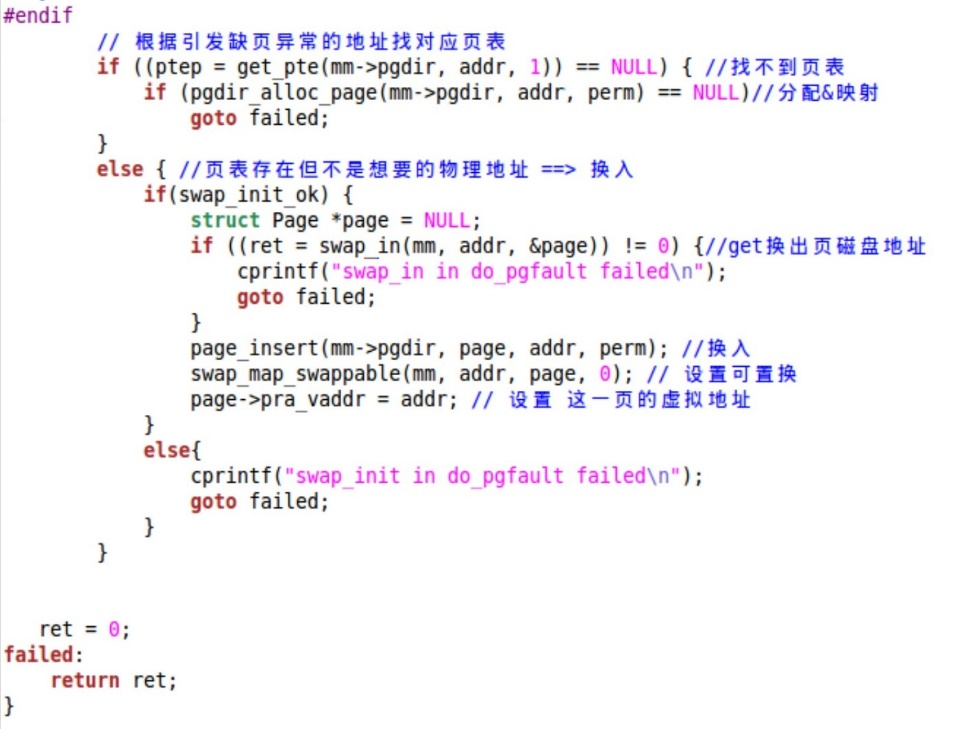 #endif
// 根据引发缺页异常的地址找对应页表
if ((ptep = get_pte(mm->pgdir, addr, 1)) == NULL) { //找不到页表
if (pgdir_alloc_page(mm->pgdir, addr, perm) == NULL)//分配&映射
goto failed;
}
else { //页表存在但不是想要的物理地址 ==> 换入
if(swap_init_ok) {
struct Page *page = NULL;
if ((ret = swap_in(mm, addr, &page)) != 0) {//get换出页磁盘地址
cprintf("swap_in in do_pgfault failed\n");
goto failed;
}
page_insert(mm->pgdir, page, addr, perm); //换入
swap_map_swappable(mm, addr, page, 0); // 设置可置换
page->pra_vaddr = addr; // 设置 这一页的虚拟地址
}
else{
cprintf("swap_init in do_pgfault failed\n");
goto failed;
}
}
ret = 0;
failed:
return ret;
}